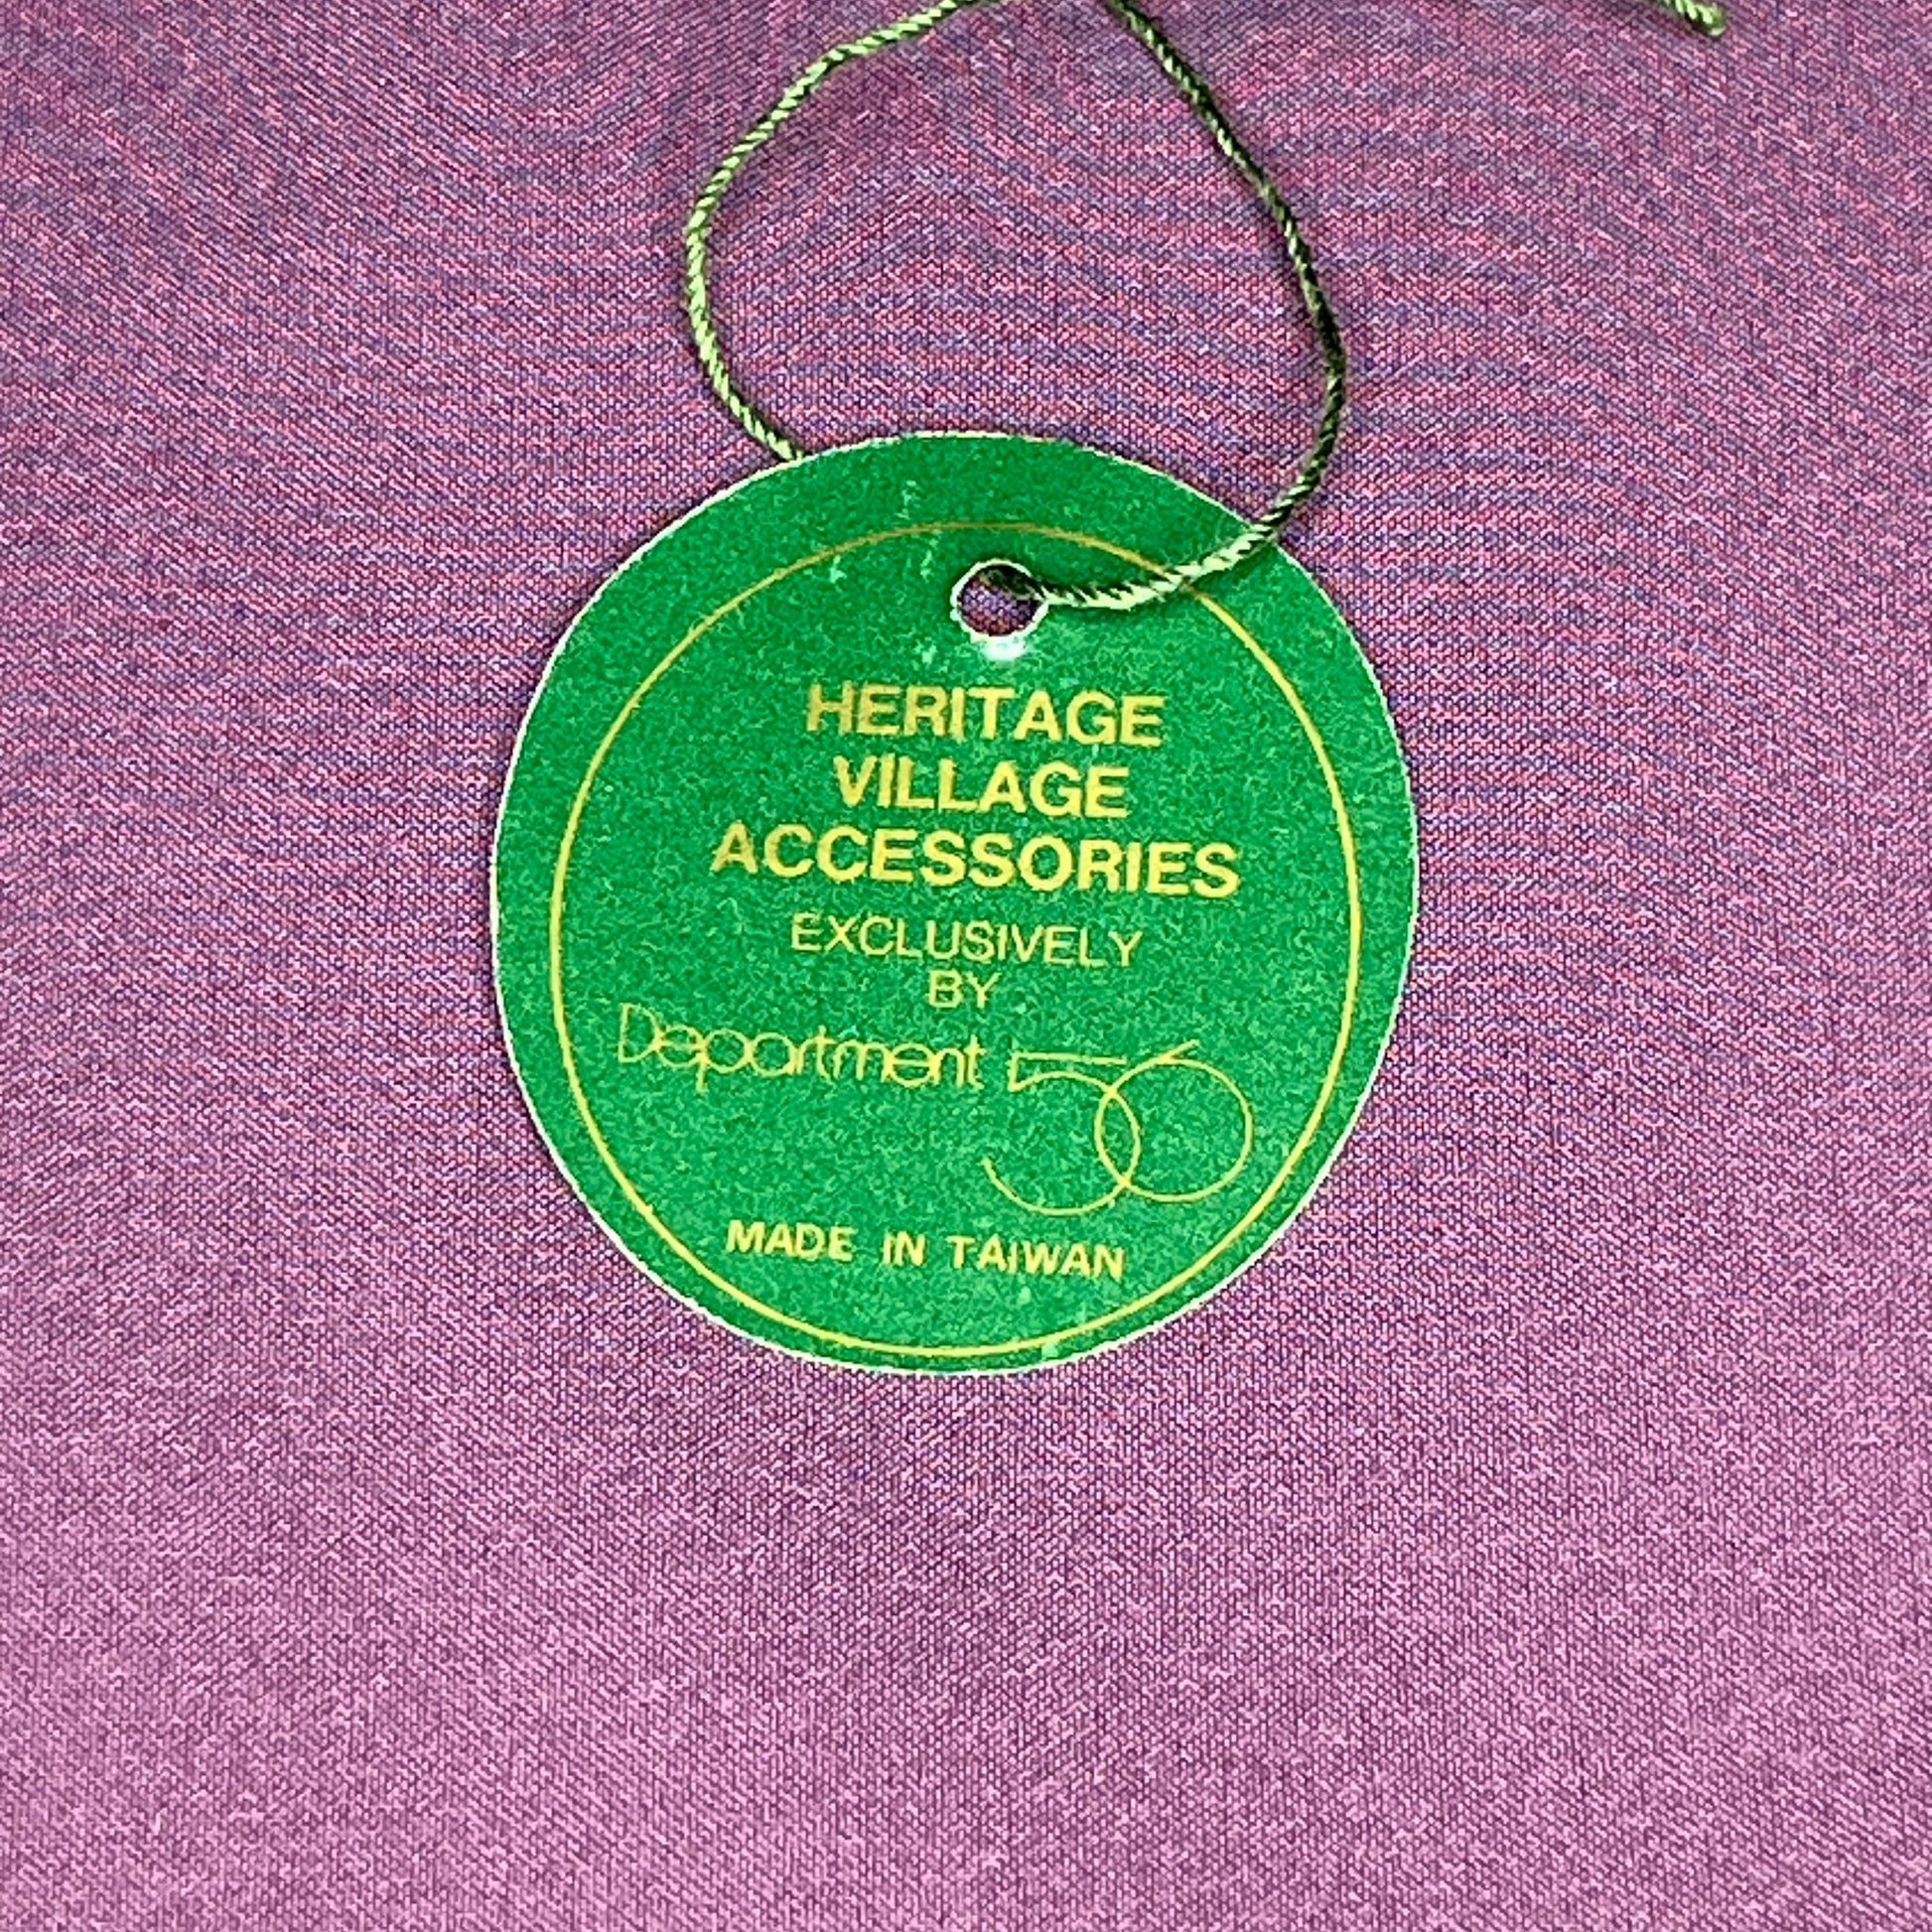 HERITAGE
VILLAGE
ACCESSORIES
EXCLUSIVELY
BY
Department 56
MADE IN TAIWAN